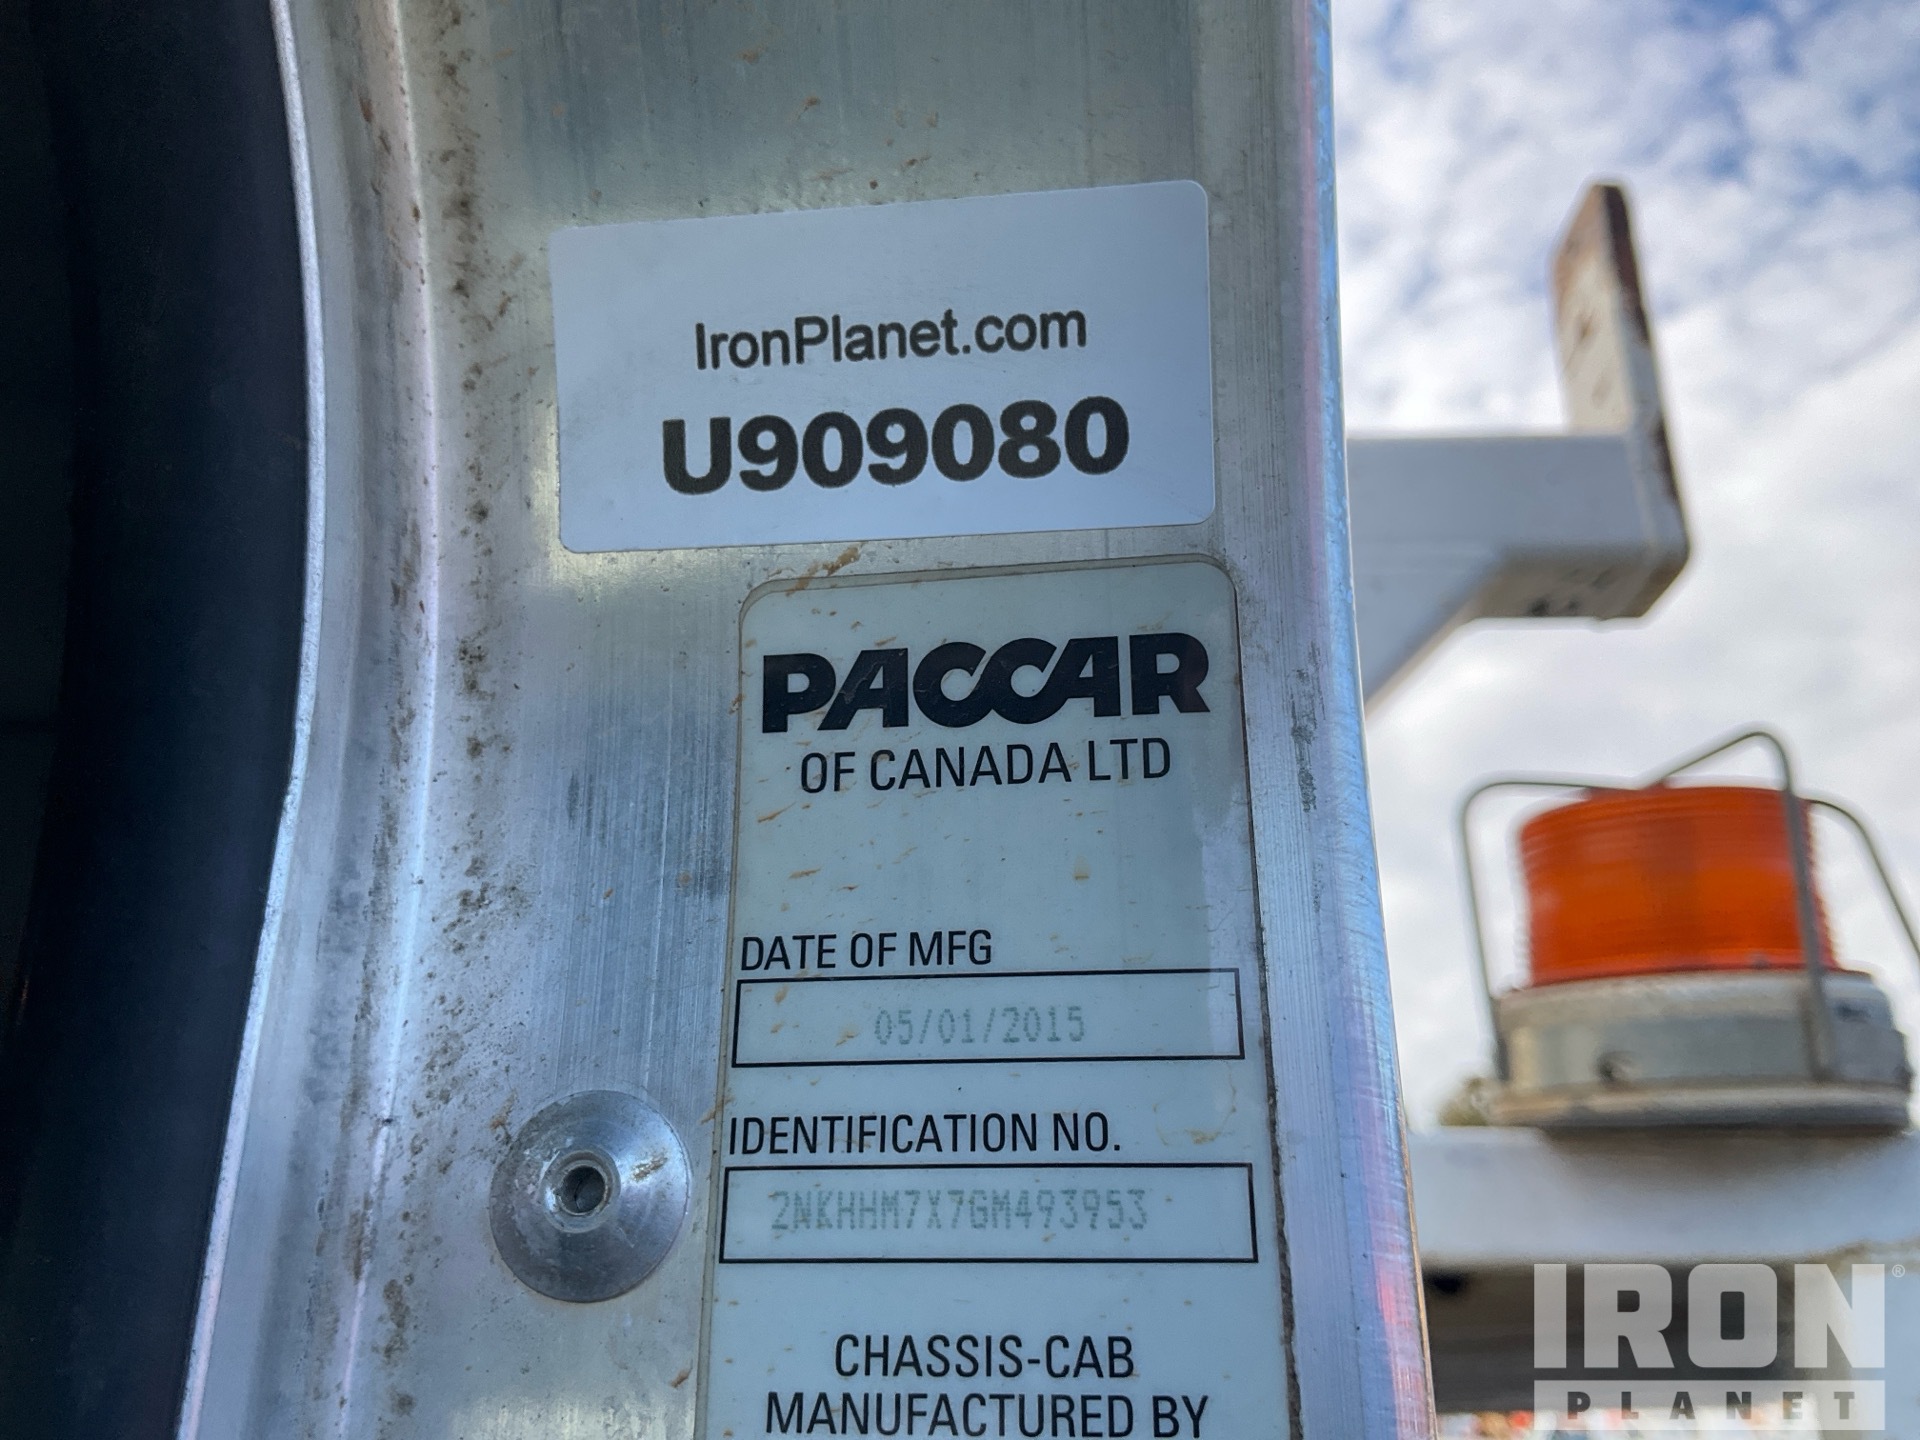 IronPlanet.com
U909080
PACCAR
OF CANADA LTD
DATE OF MFG
05/01/2015
IDENTIFICATION NO.
2NKHHM7X7GM493953
CHASSIS-CAB
MANUFACTURED BY
IRON®
PLANET